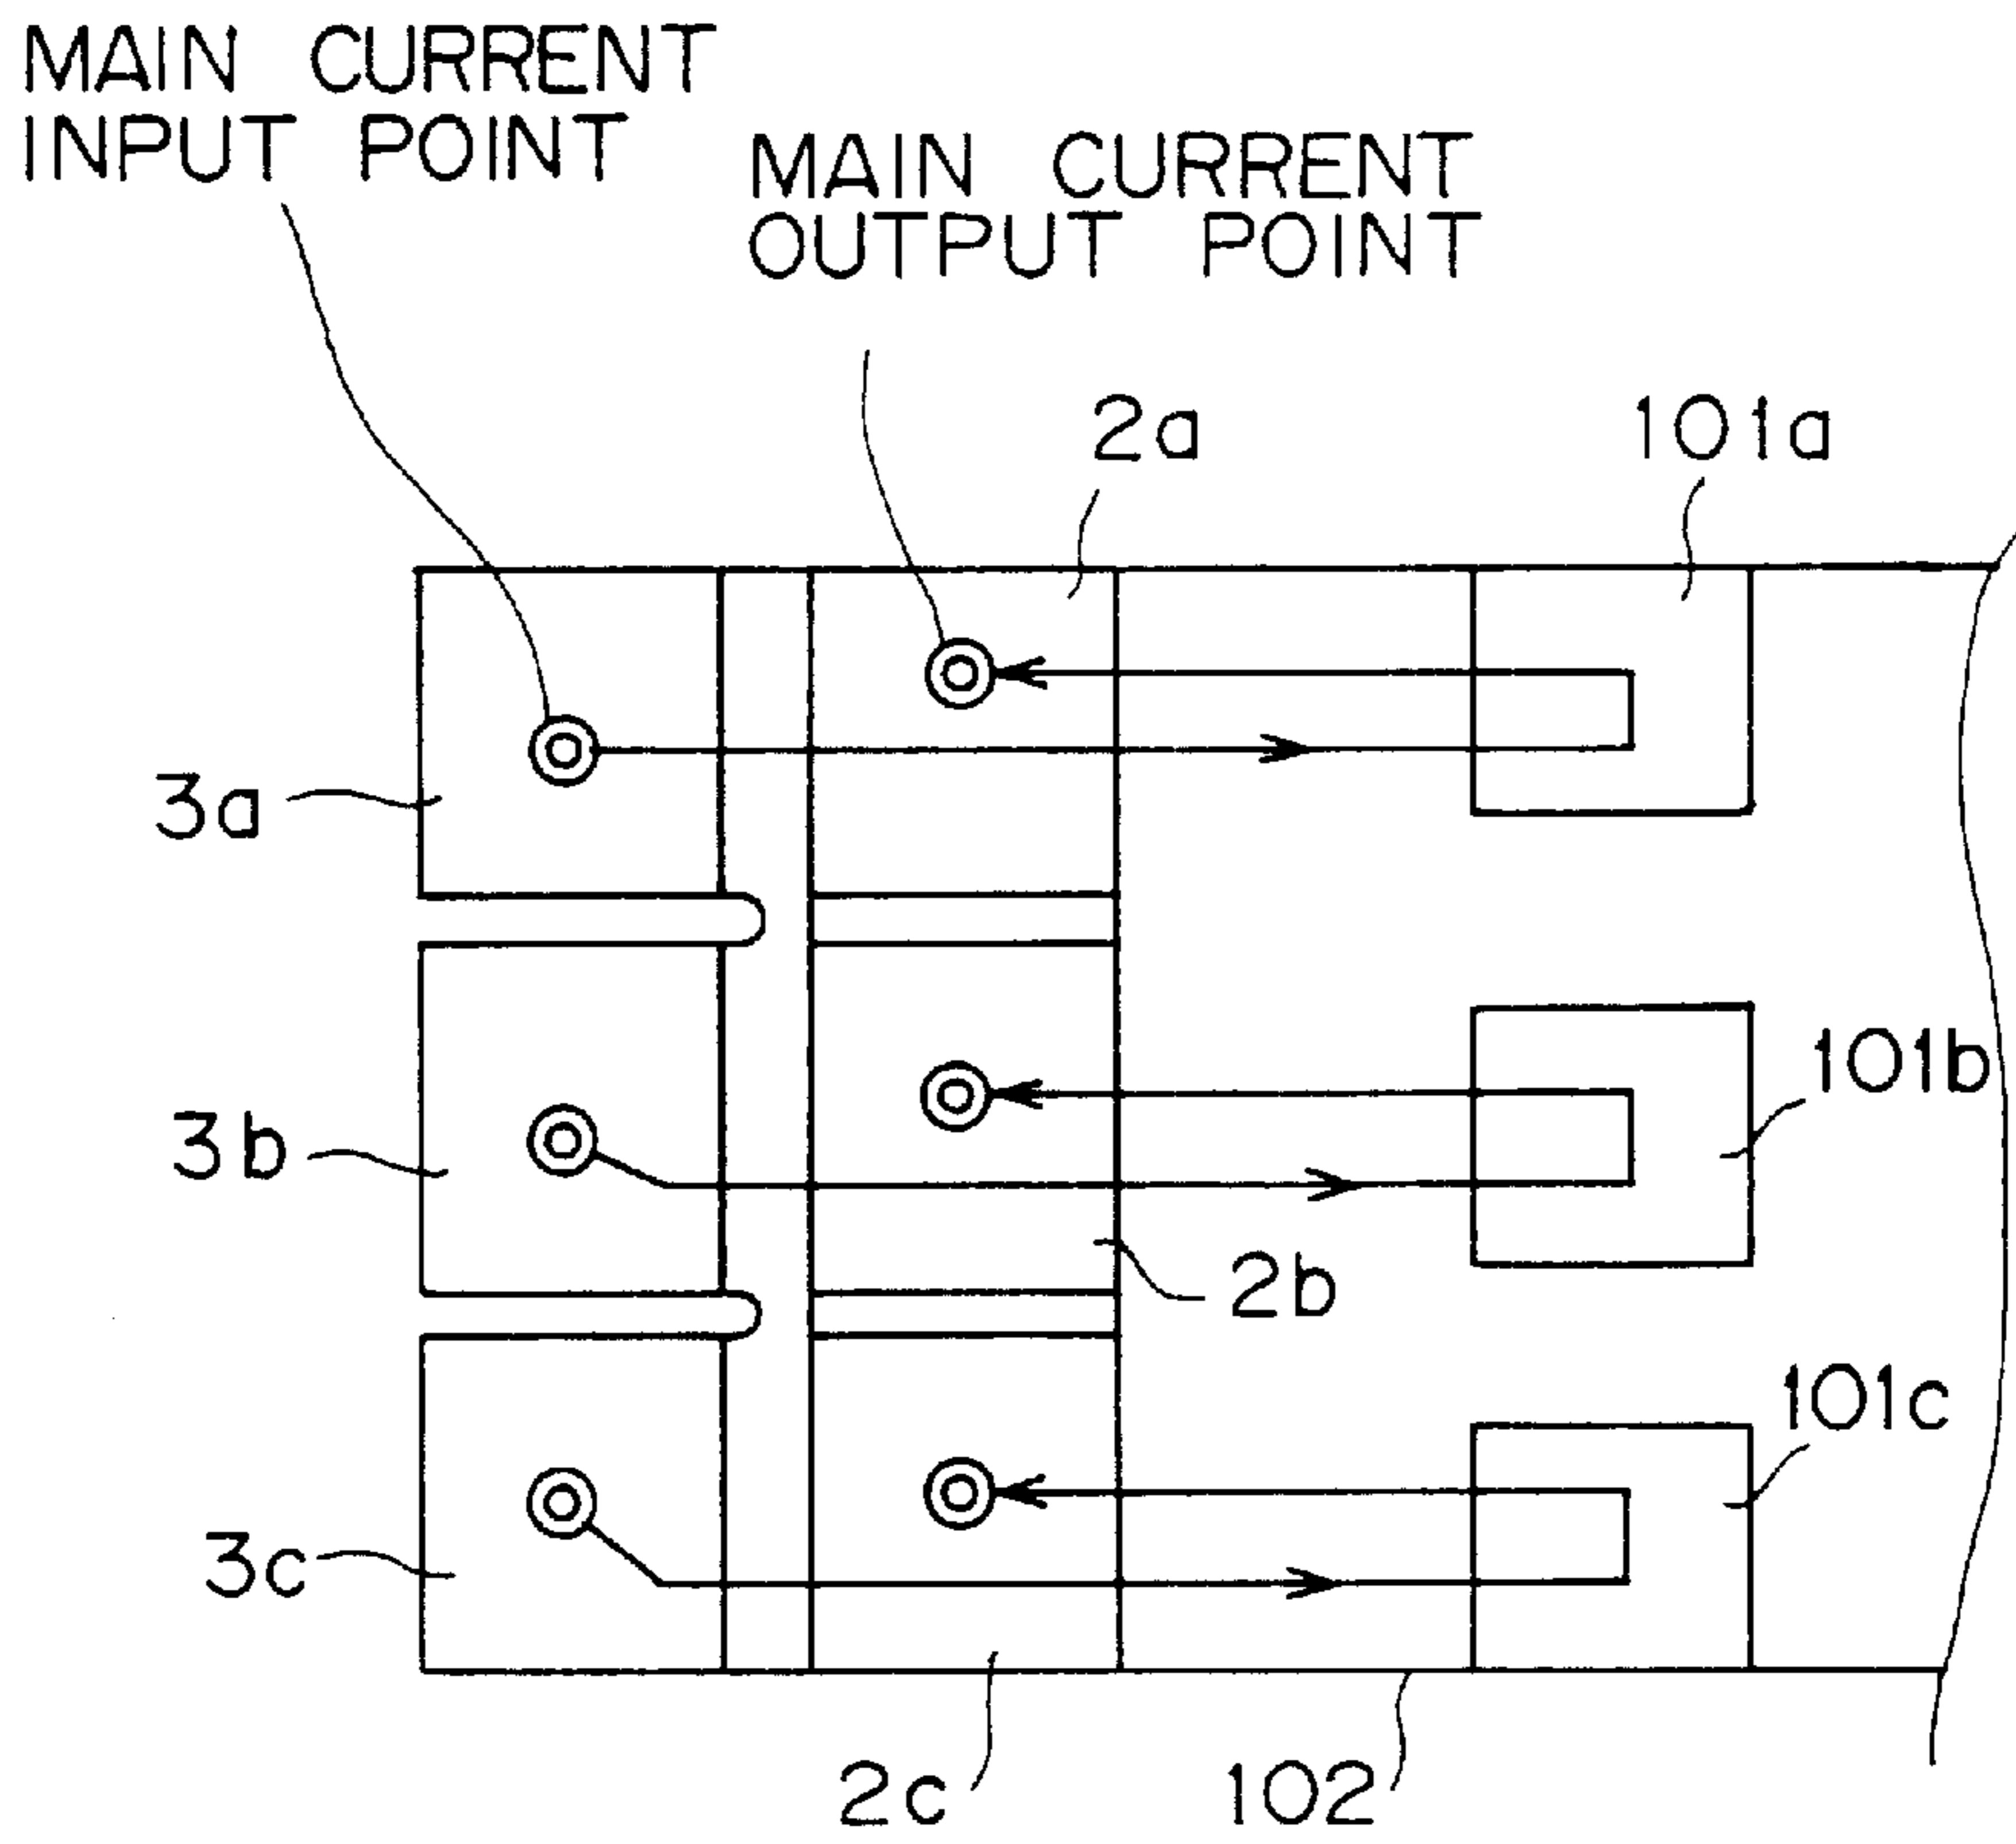 MAIN CURRENT
INPUT POINT
MAIN CURRENT
OUTPUT POINT
2a
101a
3a
101b
3b
2b
101c
3c
2c
102